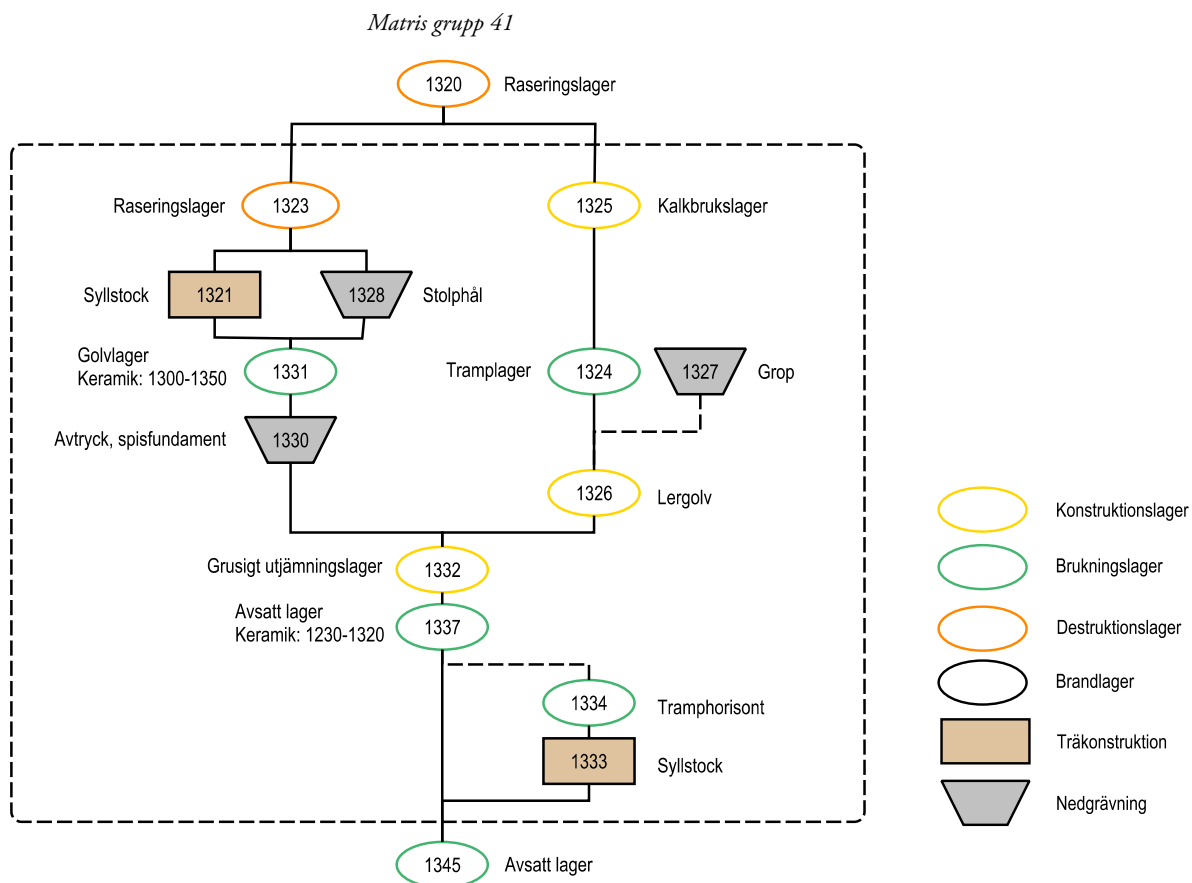 Matris grupp 41
1320
Raseringslager
Raseringslager
1323
1325
Kalkbrukslager
Syllstock
1321
1328
Stolphål
Golvlager
Keramik: 1300-1350
1331
Tramplager
1324
1327
Grop
Avtryck, spisfundament
1330
1326
Lergolv
Grusigt utjämningslager
1332
Avsatt lager
Keramik: 1230-1320
1337
1334
Tramphorisont
1333
Syllstock
1345
Avsatt lager
Konstruktionslager
Brukningslager
Destruktionslager
Brandlager
Träkonstruktion
Nedgrävning